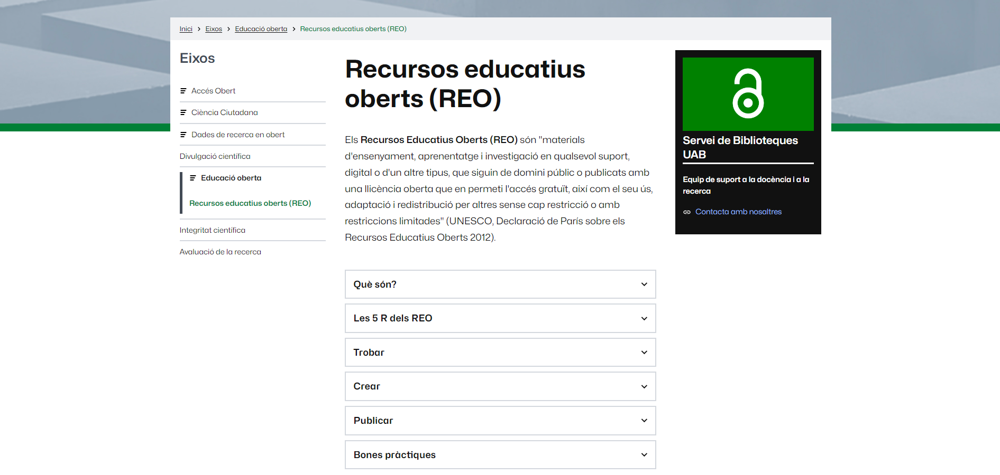 Inici > Eixos > Educació oberta > Recursos educatius oberts (REO)
Eixos
Accés Obert
Ciència Ciutadana
Dades de recerca en obert
Divulgació científica
Educació oberta
Recursos educatius oberts (REO)
Integritat científica
Avaluació de la recerca
Recursos educatius
oberts (REO)
Els Recursos Educatius Oberts (REO) són "materials
d'ensenyament, aprenentatge i investigació en qualsevol suport,
digital o d'un altre tipus, que siguin de domini públic o publicats amb
una llicència oberta que en permeti l'accés gratuït, així com el seu ús,
adaptació i redistribució per altres sense cap restricció o amb
restriccions limitades" (UNESCO, Declaració de París sobre els
Recursos Educatius Oberts 2012).
Què són?
Les 5 R dels REO
Trobar
Crear
Publicar
Bones pràctiques
Servei de Biblioteques
UAB
Equip de suport a la docència i a la
recerca
Contacta amb nosaltres